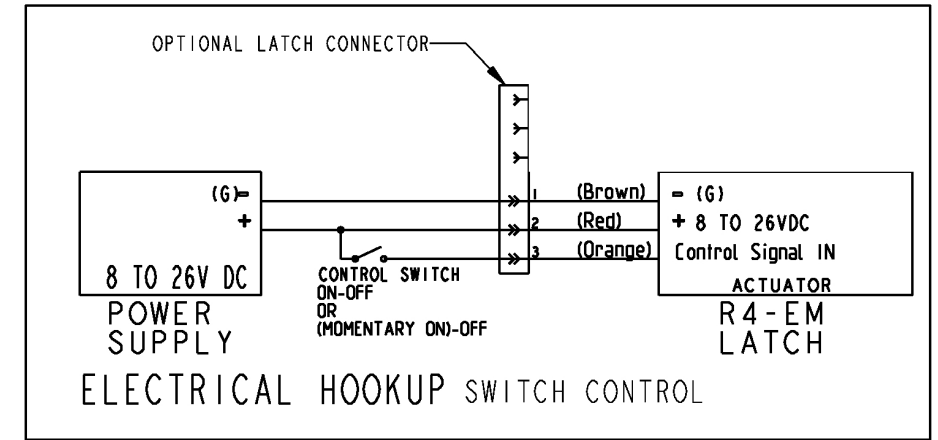 OPTIONAL LATCH CONNECTOR
(G)-
+
8 TO 26V DC
POWER
SUPPLY
CONTROL SWITCH
ON-OFF
OR
(MOMENTARY ON)-OFF
1 (Brown)
2 (Red)
3 (Orange)
- (G)
+ 8 TO 26VDC
Control Signal IN
ACTUATOR
R4-EM
LATCH
ELECTRICAL HOOKUP SWITCH CONTROL